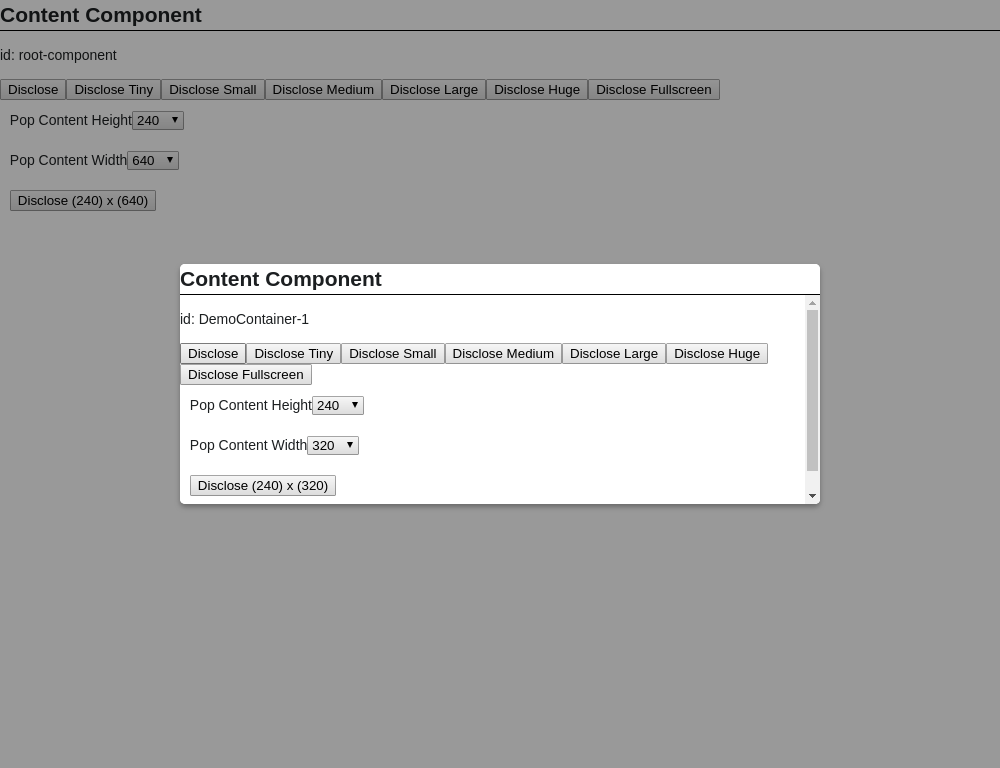 Content Component
id: root-component
Disclose Disclose Tiny Disclose Small Disclose Medium Disclose Large Disclose Huge Disclose Fullscreen
Pop Content Height 240
Pop Content Width 640
Disclose (240) x (640)
Content Component
id: DemoContainer-1
Disclose Disclose Tiny Disclose Small Disclose Medium Disclose Large Disclose Huge
Disclose Fullscreen
Pop Content Height 240
Pop Content Width 320
Disclose (240) x (320)